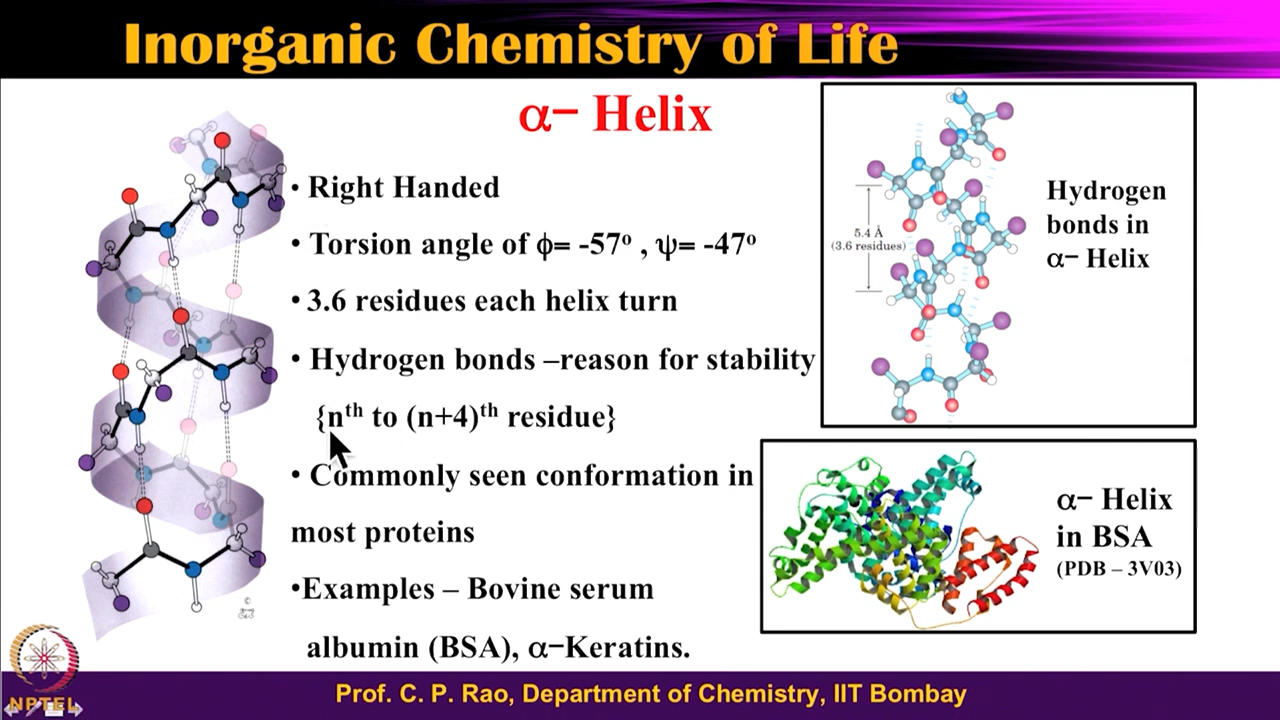 Inorganic Chemistry of Life
α− Helix
• Right Handed
• Torsion angle of ϕ= -57º , ψ= -47º
• 3.6 residues each helix turn
• Hydrogen bonds –reason for stability
{nᵗʰ to (n+4)ᵗʰ residue}
• Commonly seen conformation in
most proteins
•Examples – Bovine serum
albumin (BSA), α−Keratins.
5.4 Å
(3.6 residues)
Hydrogen
bonds in
α− Helix
α− Helix
in BSA
(PDB – 3V03)
NPTEL
Prof. C. P. Rao, Department of Chemistry, IIT Bombay